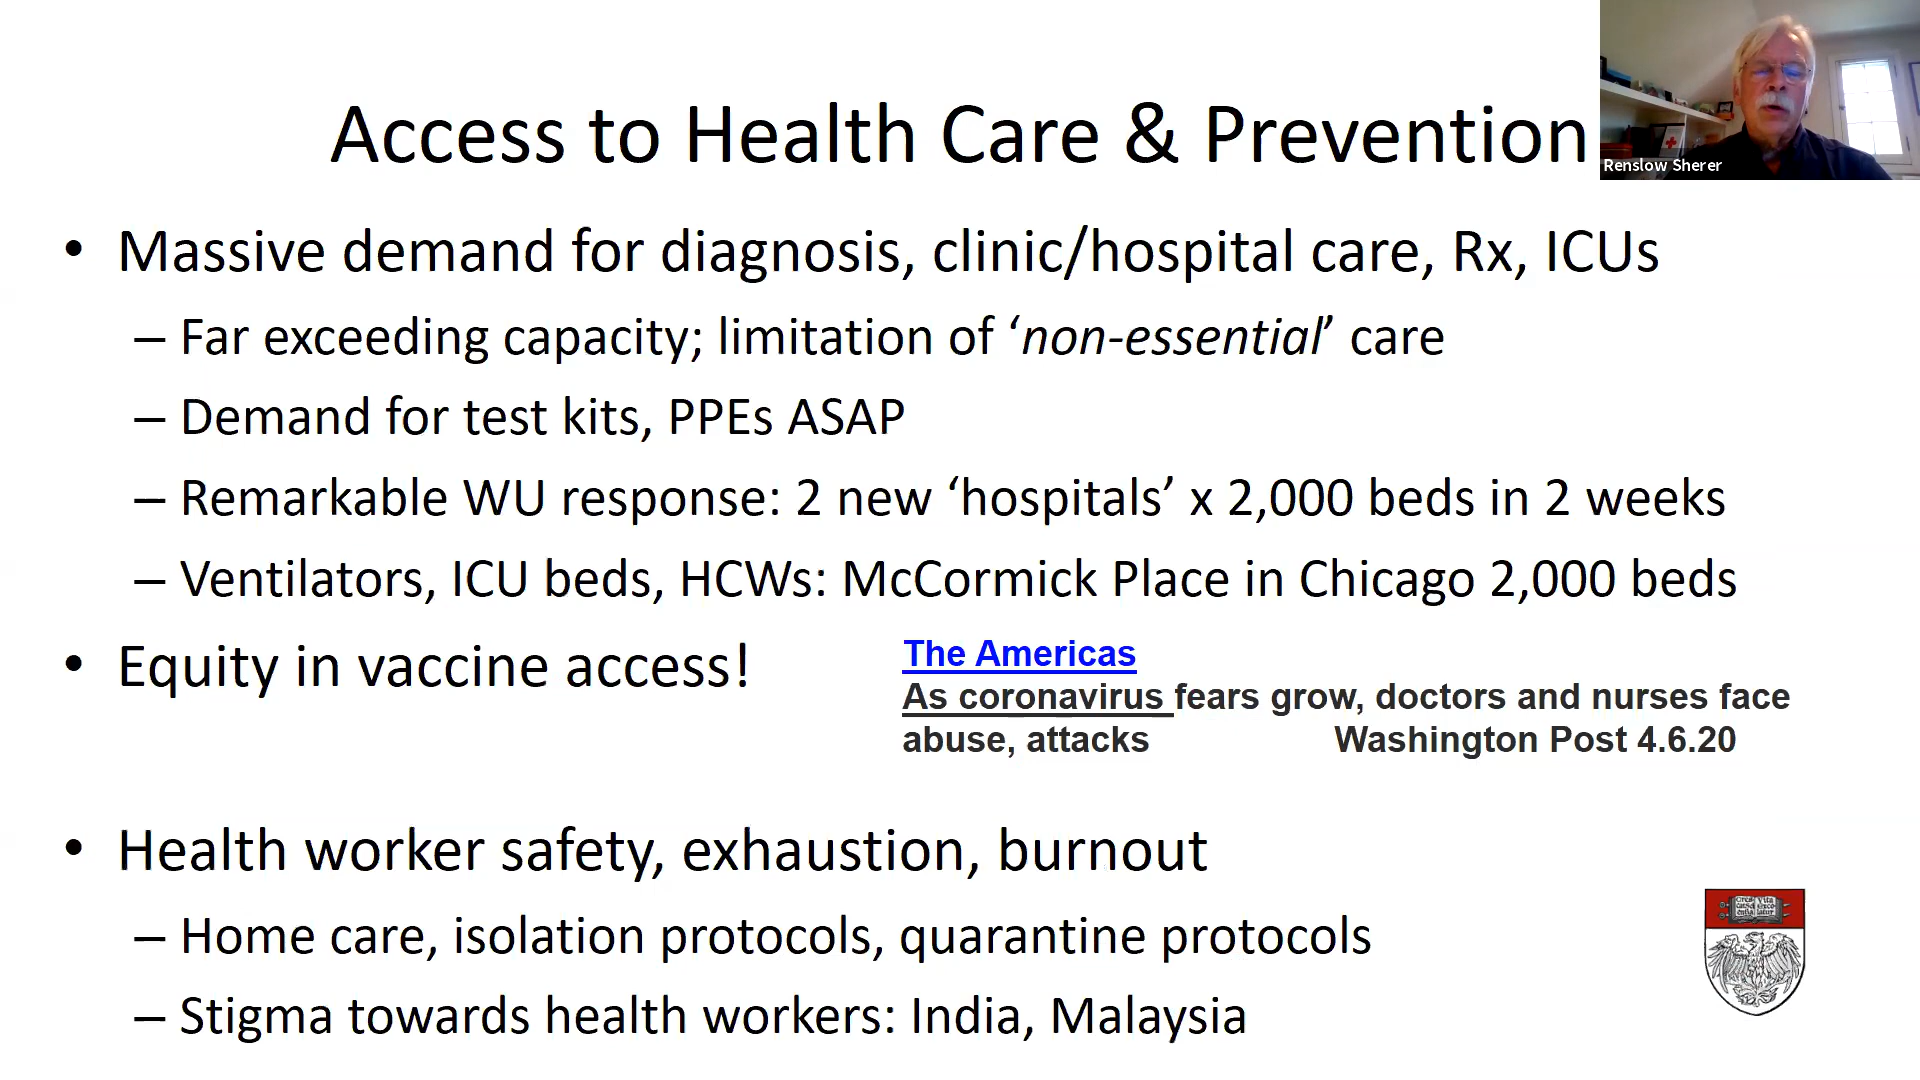 Access to Health Care & Prevention
Renslow Sherer
• Massive demand for diagnosis, clinic/hospital care, Rx, ICUs
– Far exceeding capacity; limitation of ‘non-essential’ care
– Demand for test kits, PPEs ASAP
– Remarkable WU response: 2 new ‘hospitals’ x 2,000 beds in 2 weeks
– Ventilators, ICU beds, HCWs: McCormick Place in Chicago 2,000 beds
• Equity in vaccine access!
The Americas
As coronavirus fears grow, doctors and nurses face
abuse, attacks Washington Post 4.6.20
• Health worker safety, exhaustion, burnout
– Home care, isolation protocols, quarantine protocols
– Stigma towards health workers: India, Malaysia